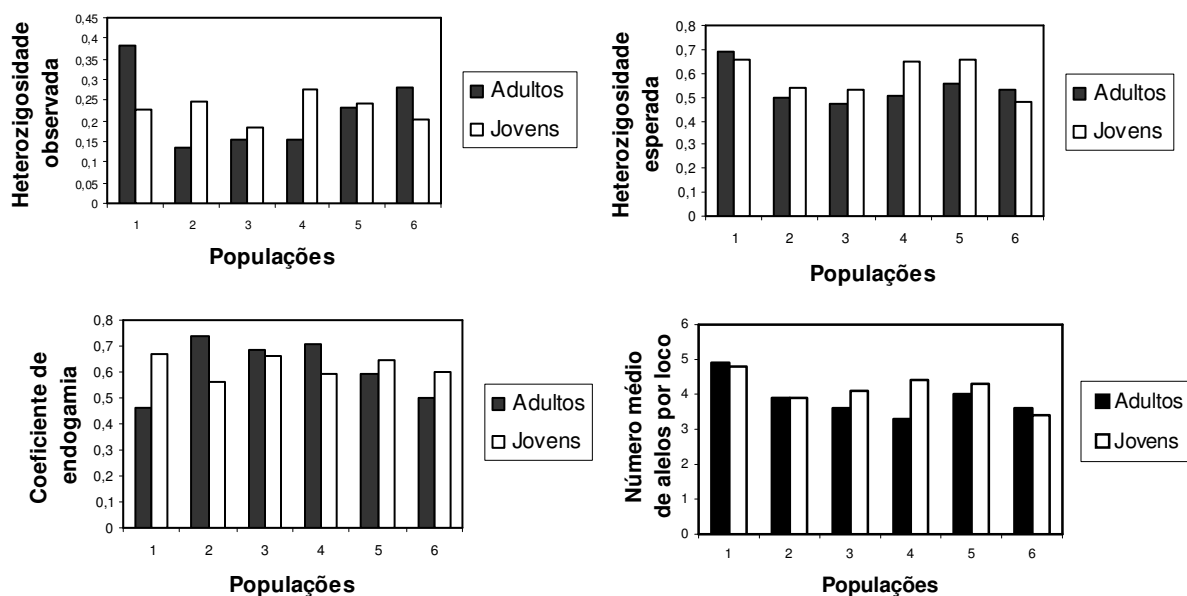 Heterozigosidade
observada
0,45
0,4
0,35
0,3
0,25
0,2
0,15
0,1
0,05
0
1 2 3 4 5 6
Populações
Adultos
Jovens
Heterozigosidade
esperada
0,8
0,7
0,6
0,5
0,4
0,3
0,2
0,1
0
1 2 3 4 5 6
Populações
Adultos
Jovens
Coeficiente de
endogamia
0,8
0,7
0,6
0,5
0,4
0,3
0,2
0,1
0
1 2 3 4 5 6
Populações
Adultos
Jovens
Número médio
de alelos por loco
6
5
4
3
2
1
0
1 2 3 4 5 6
Populações
Adultos
Jovens